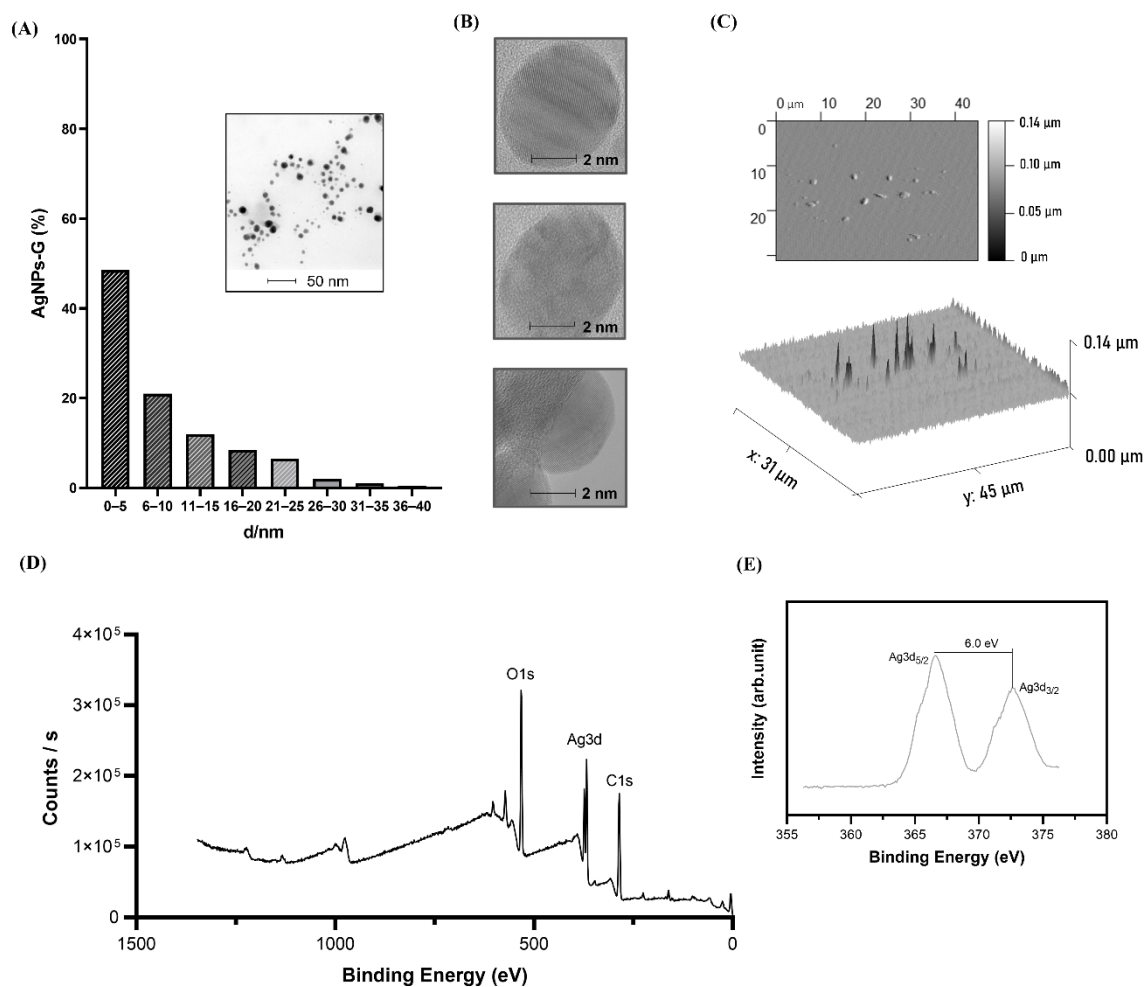 (A)
100
80
60
40
20
0
AgNPs-G (%)
50 nm
0–5 6–10 11–15 16–20 21–25 26–30 31–35 36–40
d/nm
(B)
2 nm
2 nm
2 nm
(C)
0 μm 10 20 30 40
0
10
20
0.14 μm
0.10 μm
0.05 μm
0 μm
0.14 μm
0.00 μm
x: 31 μm
y: 45 μm
(D)
4×10⁵
3×10⁵
2×10⁵
1×10⁵
0
Counts / s
O1s
Ag3d
C1s
1500 1000 500 0
Binding Energy (eV)
(E)
Intensity (arb.unit)
6.0 eV
Ag3d5/2
Ag3d3/2
355 360 365 370 375 380
Binding Energy (eV)